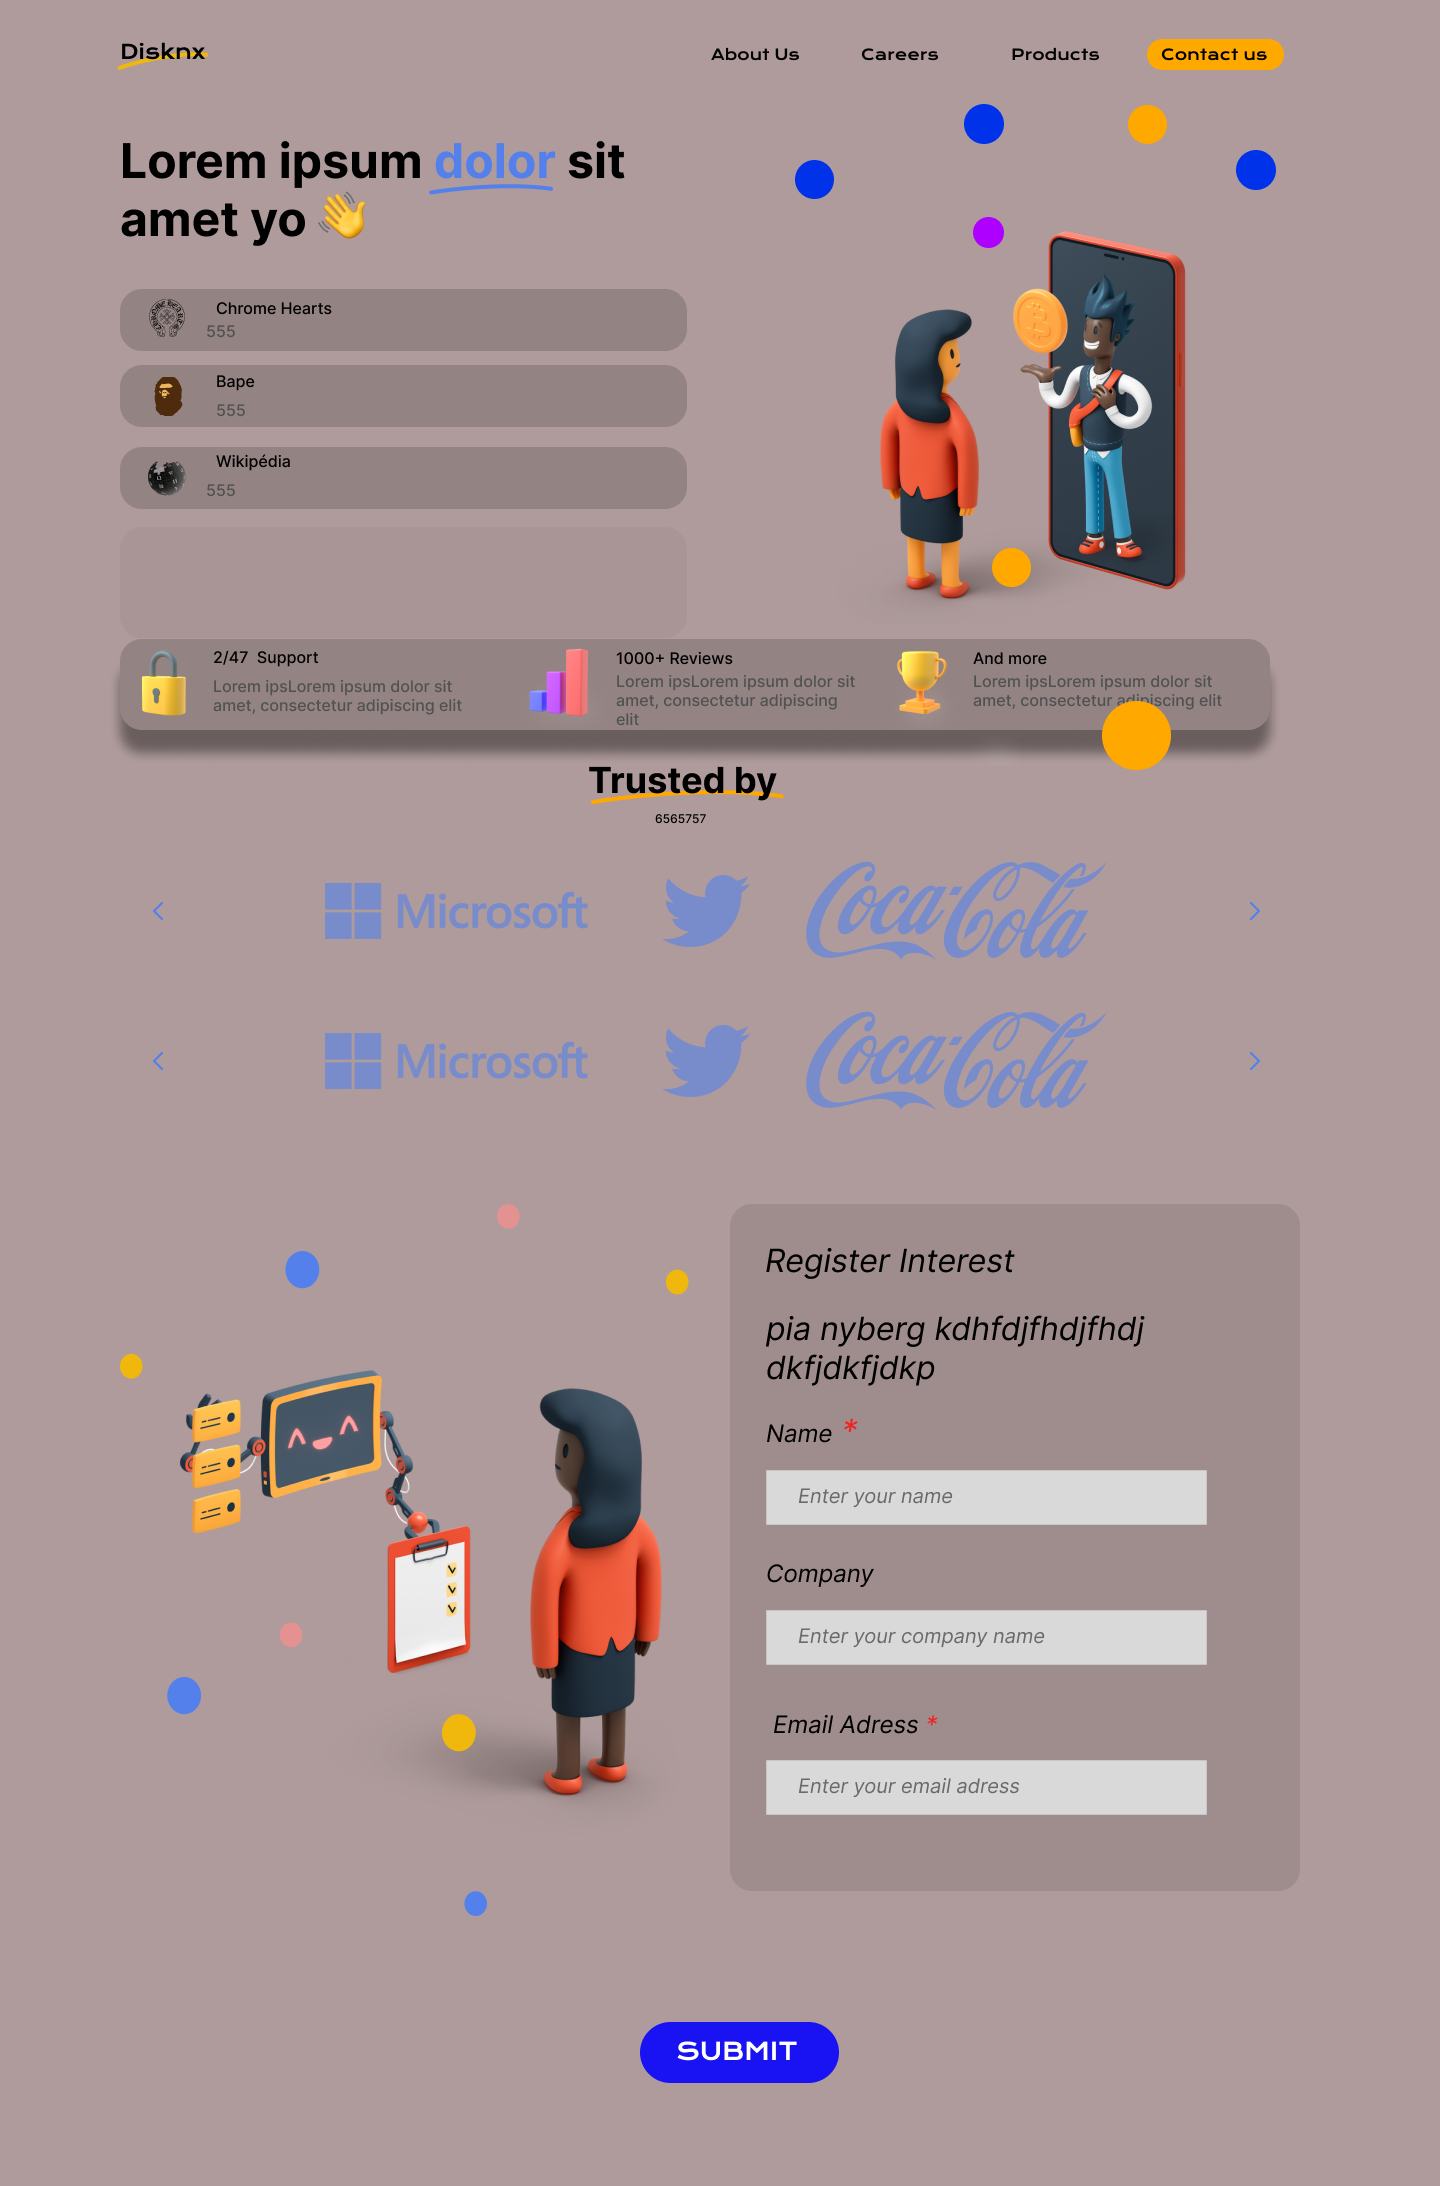 Disknx
About Us
Careers
Products
Contact us
Lorem ipsum dolor sit
amet yo 👋
Chrome Hearts
555
Bape
555
Wikipédia
555
2/47  Support
Lorem ipsLorem ipsum dolor sit
amet, consectetur adipiscing elit
1000+ Reviews
Lorem ipsLorem ipsum dolor sit
amet, consectetur adipiscing
elit
And more
Lorem ipsLorem ipsum dolor sit
amet, consectetur adipiscing elit
Trusted by
6565757
Microsoft
Coca-Cola
Microsoft
Coca-Cola
Register Interest
pia nyberg kdhfdjfhdjfhdj
dkfjdkfjdkp
Name *
Enter your name
Company
Enter your company name
Email Adress *
Enter your email adress
SUBMIT